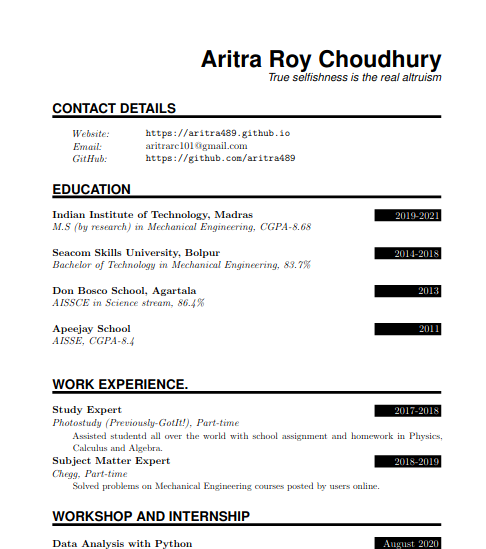 Aritra Roy Choudhury
True selfishness is the real altruism
CONTACT DETAILS
Website: https://aritra489.github.io
Email: aritrarc101@gmail.com
GitHub: https://github.com/aritra489
EDUCATION
Indian Institute of Technology, Madras 2019-2021
M.S (by research) in Mechanical Engineering, CGPA-8.68
Seacom Skills University, Bolpur 2014-2018
Bachelor of Technology in Mechanical Engineering, 83.7%
Don Bosco School, Agartala 2013
AISSCE in Science stream, 86.4%
Apeejay School 2011
AISSE, CGPA-8.4
WORK EXPERIENCE.
Study Expert 2017-2018
Photostudy (Previously-GotIt!), Part-time
Assisted studentd all over the world with school assignment and homework in Physics,
Calculus and Algebra.
Subject Matter Expert 2018-2019
Chegg, Part-time
Solved problems on Mechanical Engineering courses posted by users online.
WORKSHOP AND INTERNSHIP
Data Analysis with Python August 2020